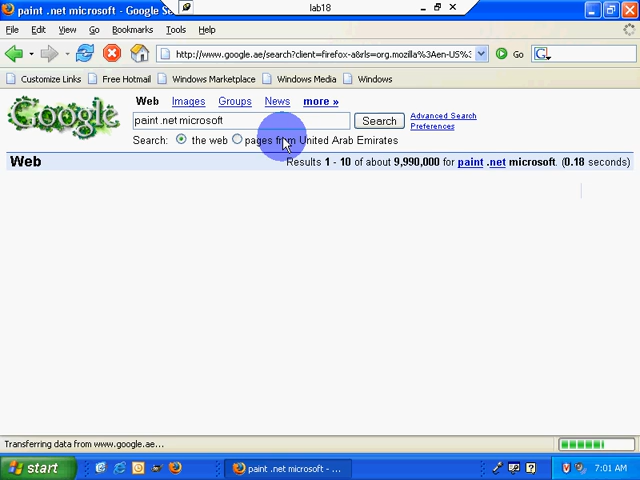 paint .net microsoft - Google Se
lab18
File Edit View Go Bookmarks Tools Help
http://www.google.ae/search?client=firefox-a&rls=org.mozilla%3Aen-US%3 Go
Customize Links Free Hotmail Windows Marketplace Windows Media Windows
Google
Web Images Groups News more »
paint .net microsoft Search Advanced Search
Preferences
Search: the web pages from United Arab Emirates
Web Results 1 - 10 of about 9,990,000 for paint .net microsoft. (0.18 seconds)
Transferring data from www.google.ae...
start paint .net microsoft - ... 7:01 AM